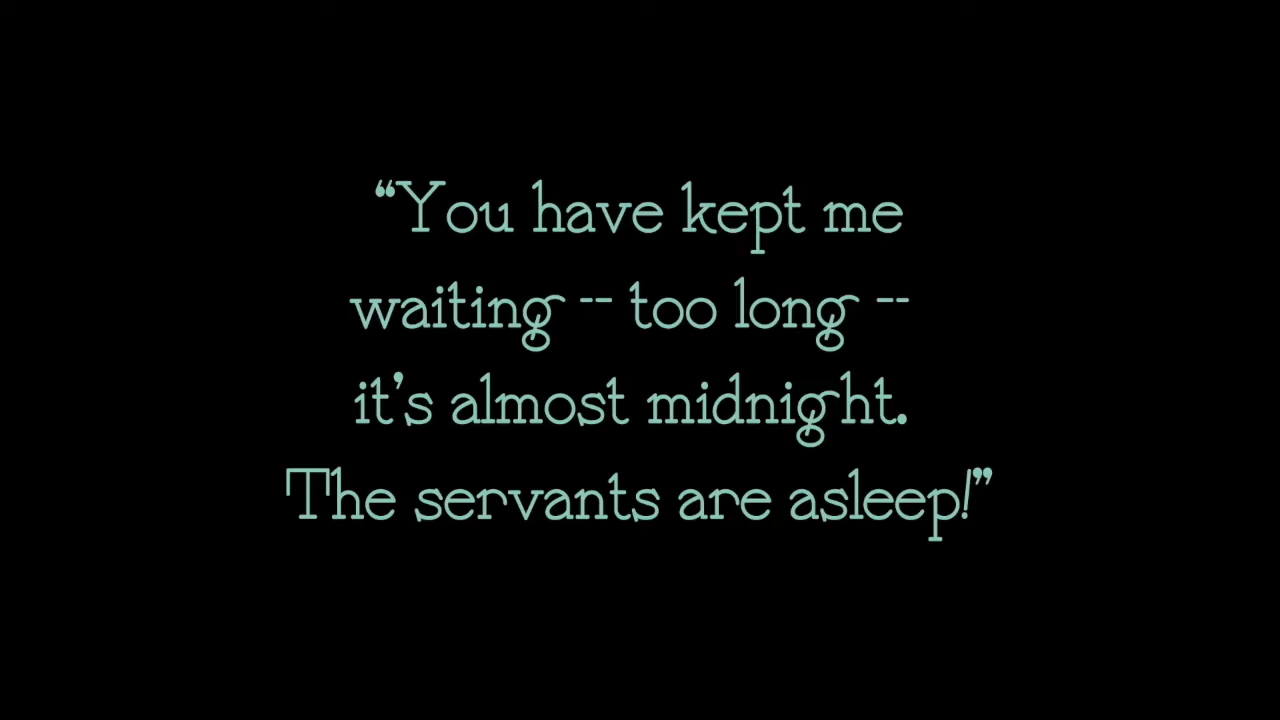 “You have kept me
waiting -- too long --
it’s almost midnight.
The servants are asleep!”